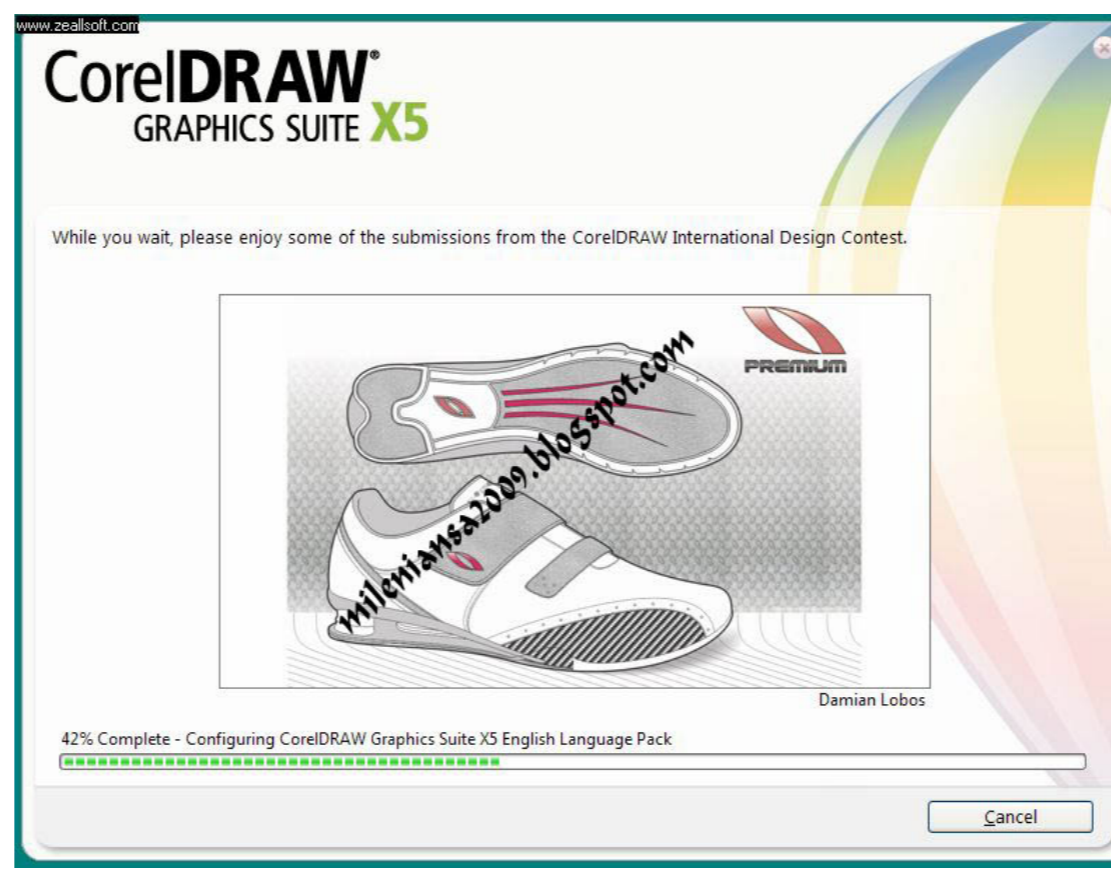 www.zeallsoft.com
CorelDRAW®
GRAPHICS SUITE X5
While you wait, please enjoy some of the submissions from the CorelDRAW International Design Contest.
PREMIUM
mileniansa2009.blogspot.com
Damian Lobos
42% Complete - Configuring CorelDRAW Graphics Suite X5 English Language Pack
Cancel